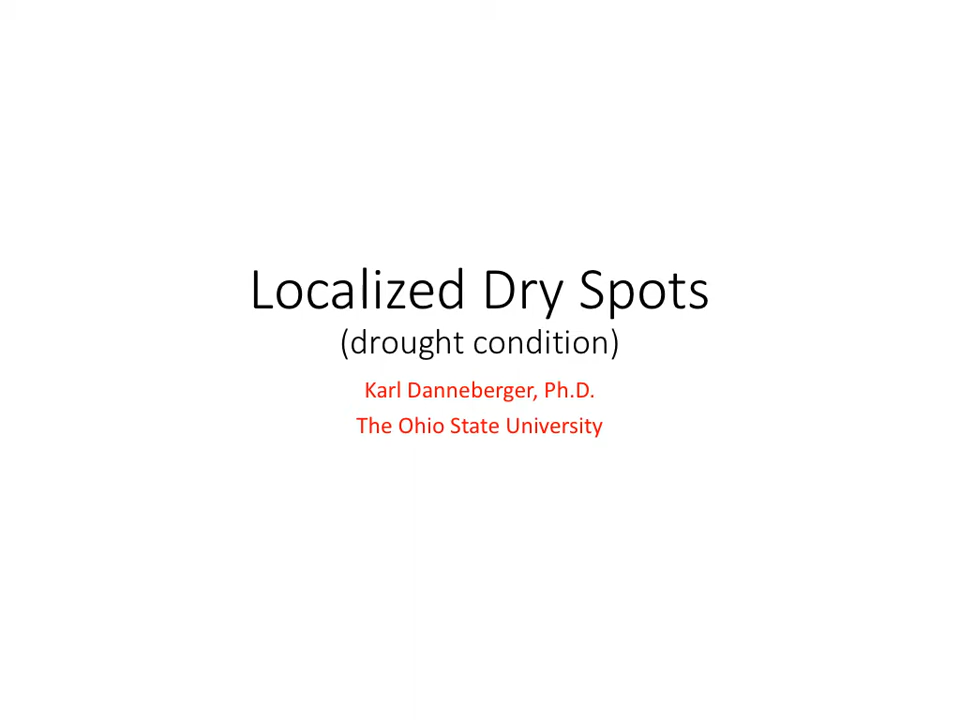 Localized Dry Spots
(drought condition)
Karl Danneberger, Ph.D.
The Ohio State University